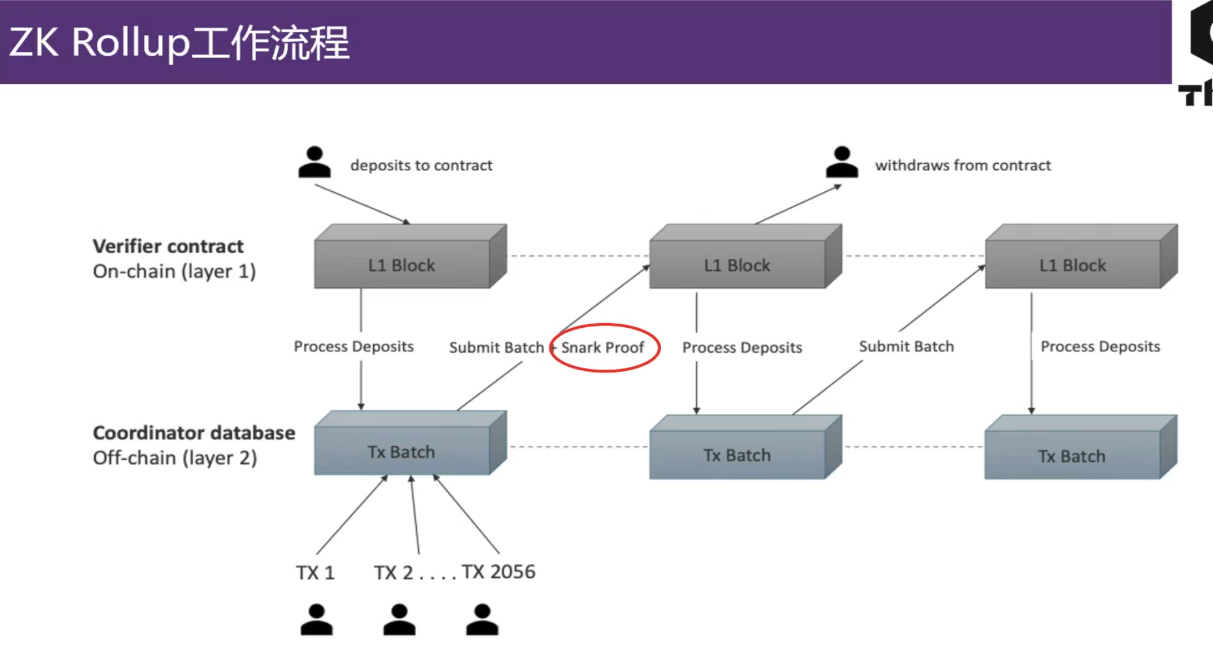 ZK Rollup工作流程
deposits to contract
withdraws from contract
Verifier contract
On-chain (layer 1)
L1 Block
L1 Block
L1 Block
Process Deposits
Submit Batch + Snark Proof
Process Deposits
Submit Batch
Process Deposits
Coordinator database
Off-chain (layer 2)
Tx Batch
Tx Batch
Tx Batch
TX 1
TX 2 . . . . TX 2056